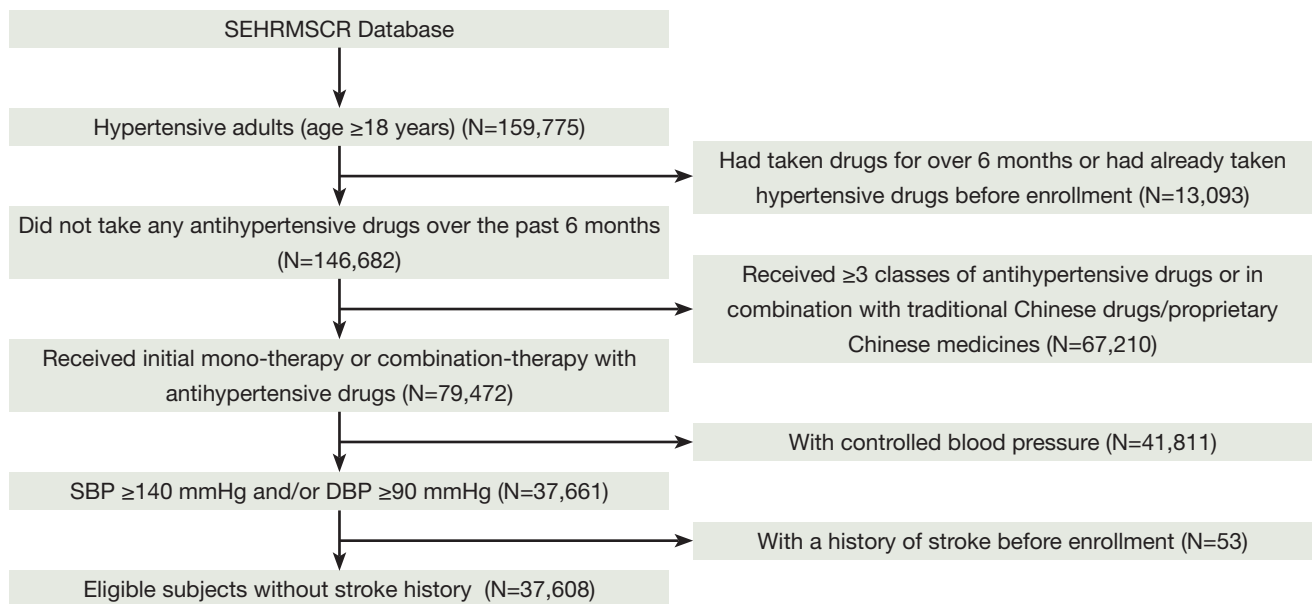 SEHRMSCR Database
Hypertensive adults (age ≥18 years) (N=159,775)
Had taken drugs for over 6 months or had already taken
hypertensive drugs before enrollment (N=13,093)
Did not take any antihypertensive drugs over the past 6 months
(N=146,682)
Received ≥3 classes of antihypertensive drugs or in
combination with traditional Chinese drugs/proprietary
Chinese medicines (N=67,210)
Received initial mono-therapy or combination-therapy with
antihypertensive drugs (N=79,472)
With controlled blood pressure (N=41,811)
SBP ≥140 mmHg and/or DBP ≥90 mmHg (N=37,661)
With a history of stroke before enrollment (N=53)
Eligible subjects without stroke history (N=37,608)